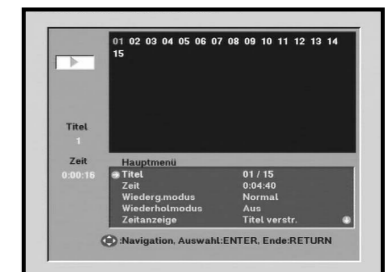 01 02 03 04 05 06 07 08 09 10 11 12 13 14
15
Titel
1
Zeit
0:00:16
Hauptmenü
Titel 01 / 15
Zeit 0:04:40
Wiederg.modus Normal
Wiederholmodus Aus
Zeitanzeige Titel verstr.
:Navigation, Auswahl:ENTER, Ende:RETURN